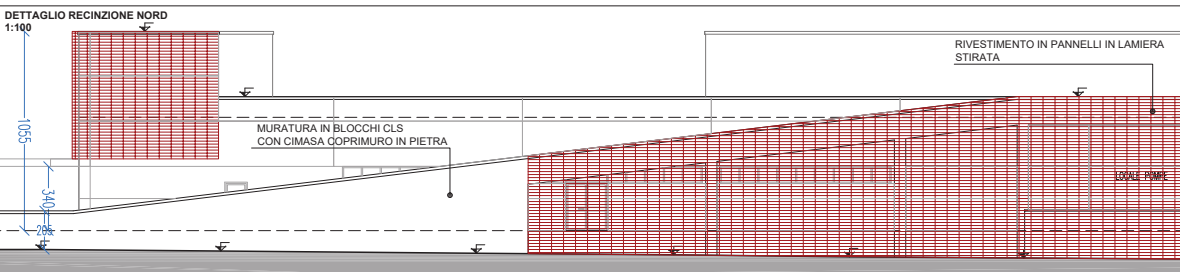 DETTAGLIO RECINZIONE NORD
1:100
RIVESTIMENTO IN PANNELLI IN LAMIERA
STIRATA
MURATURA IN BLOCCHI CLS
CON CIMASA COPRIMURO IN PIETRA
1055
340
205
LOCALE POMPE